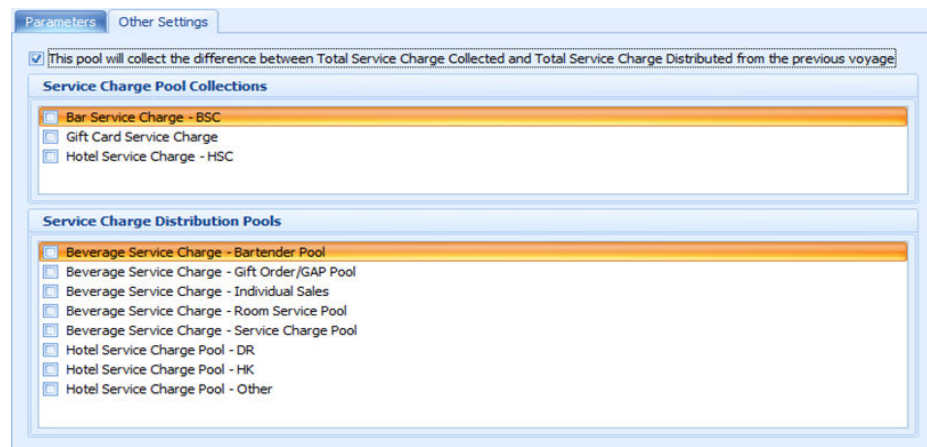 Parameters Other Settings
This pool will collect the difference between Total Service Charge Collected and Total Service Charge Distributed from the previous voyage
Service Charge Pool Collections
Bar Service Charge - BSC
Gift Card Service Charge
Hotel Service Charge - HSC
Service Charge Distribution Pools
Beverage Service Charge - Bartender Pool
Beverage Service Charge - Gift Order/GAP Pool
Beverage Service Charge - Individual Sales
Beverage Service Charge - Room Service Pool
Beverage Service Charge - Service Charge Pool
Hotel Service Charge Pool - DR
Hotel Service Charge Pool - HK
Hotel Service Charge Pool - Other